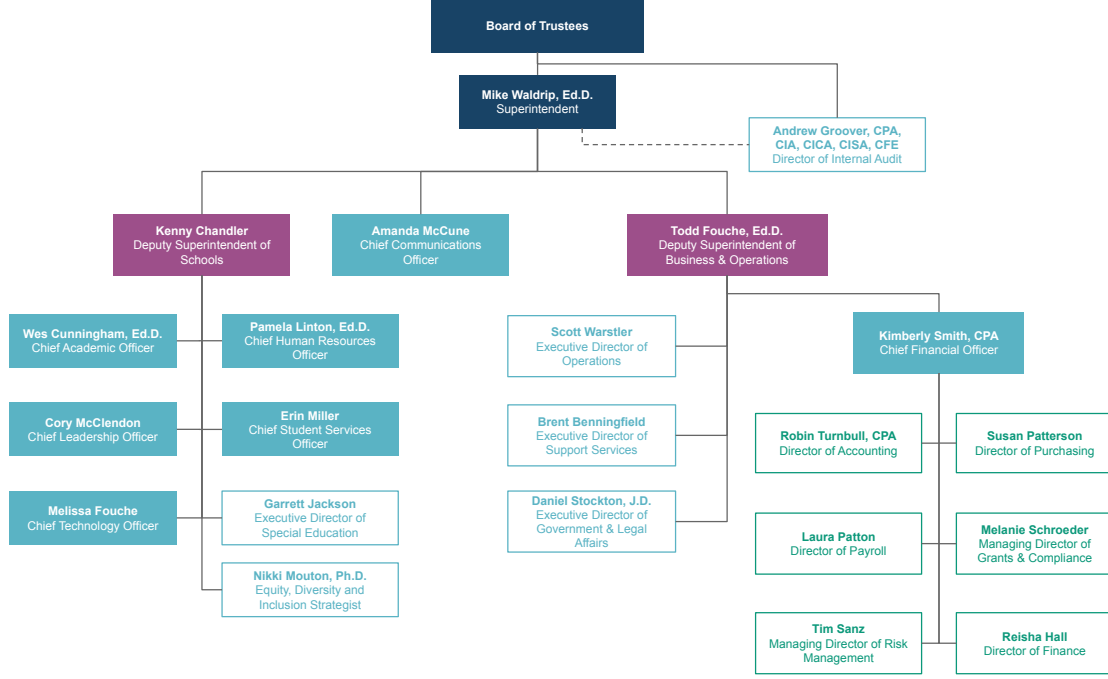 Board of Trustees
Mike Waldrip, Ed.D.
Superintendent
Andrew Groover, CPA,
CIA, CICA, CISA, CFE
Director of Internal Audit
Kenny Chandler
Deputy Superintendent of
Schools
Amanda McCune
Chief Communications
Officer
Todd Fouche, Ed.D.
Deputy Superintendent of
Business & Operations
Wes Cunningham, Ed.D.
Chief Academic Officer
Pamela Linton, Ed.D.
Chief Human Resources
Officer
Cory McClendon
Chief Leadership Officer
Erin Miller
Chief Student Services
Officer
Melissa Fouche
Chief Technology Officer
Garrett Jackson
Executive Director of
Special Education
Nikki Mouton, Ph.D.
Equity, Diversity and
Inclusion Strategist
Scott Warstler
Executive Director of
Operations
Brent Benningfield
Executive Director of
Support Services
Daniel Stockton, J.D.
Executive Director of
Government & Legal
Affairs
Kimberly Smith, CPA
Chief Financial Officer
Robin Turnbull, CPA
Director of Accounting
Susan Patterson
Director of Purchasing
Laura Patton
Director of Payroll
Melanie Schroeder
Managing Director of
Grants & Compliance
Tim Sanz
Managing Director of Risk
Management
Reisha Hall
Director of Finance